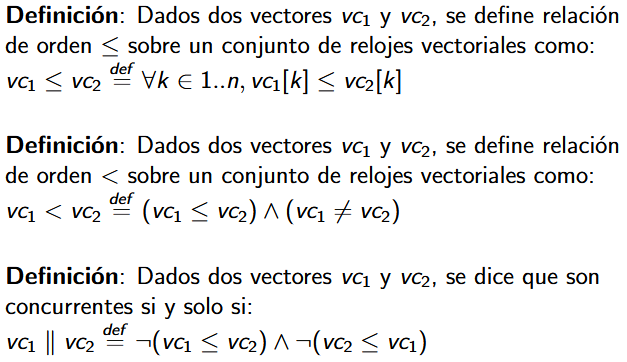 Definición: Dados dos vectores vc₁ y vc₂, se define relación
de orden ≤ sobre un conjunto de relojes vectoriales como:
vc₁ ≤ vc₂ def= ∀k ∈ 1..n, vc₁[k] ≤ vc₂[k]
Definición: Dados dos vectores vc₁ y vc₂, se define relación
de orden < sobre un conjunto de relojes vectoriales como:
vc₁ < vc₂ def= (vc₁ ≤ vc₂) ∧ (vc₁ ≠ vc₂)
Definición: Dados dos vectores vc₁ y vc₂, se dice que son
concurrentes si y solo si:
vc₁ ∥ vc₂ def= ¬(vc₁ ≤ vc₂) ∧ ¬(vc₂ ≤ vc₁)